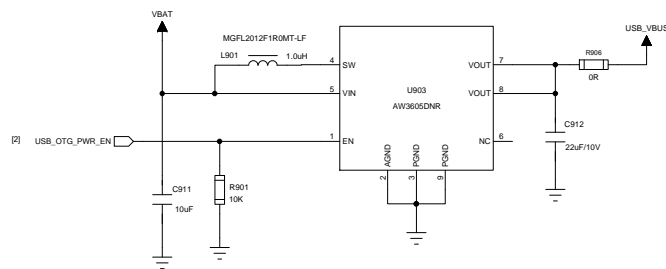 VBAT
USB_VBUS
MGFL2012F1R0MT-LF
L901 1.0uH
4 SW
VOUT 7
R906
0R
5 VIN
U903
AW3605DNR
VOUT 8
[2] USB_OTG_PWR_EN
1 EN
NC 6
C912
22uF/10V
AGND PGND PGND
2 3 9
C911
10uF
R901
10K